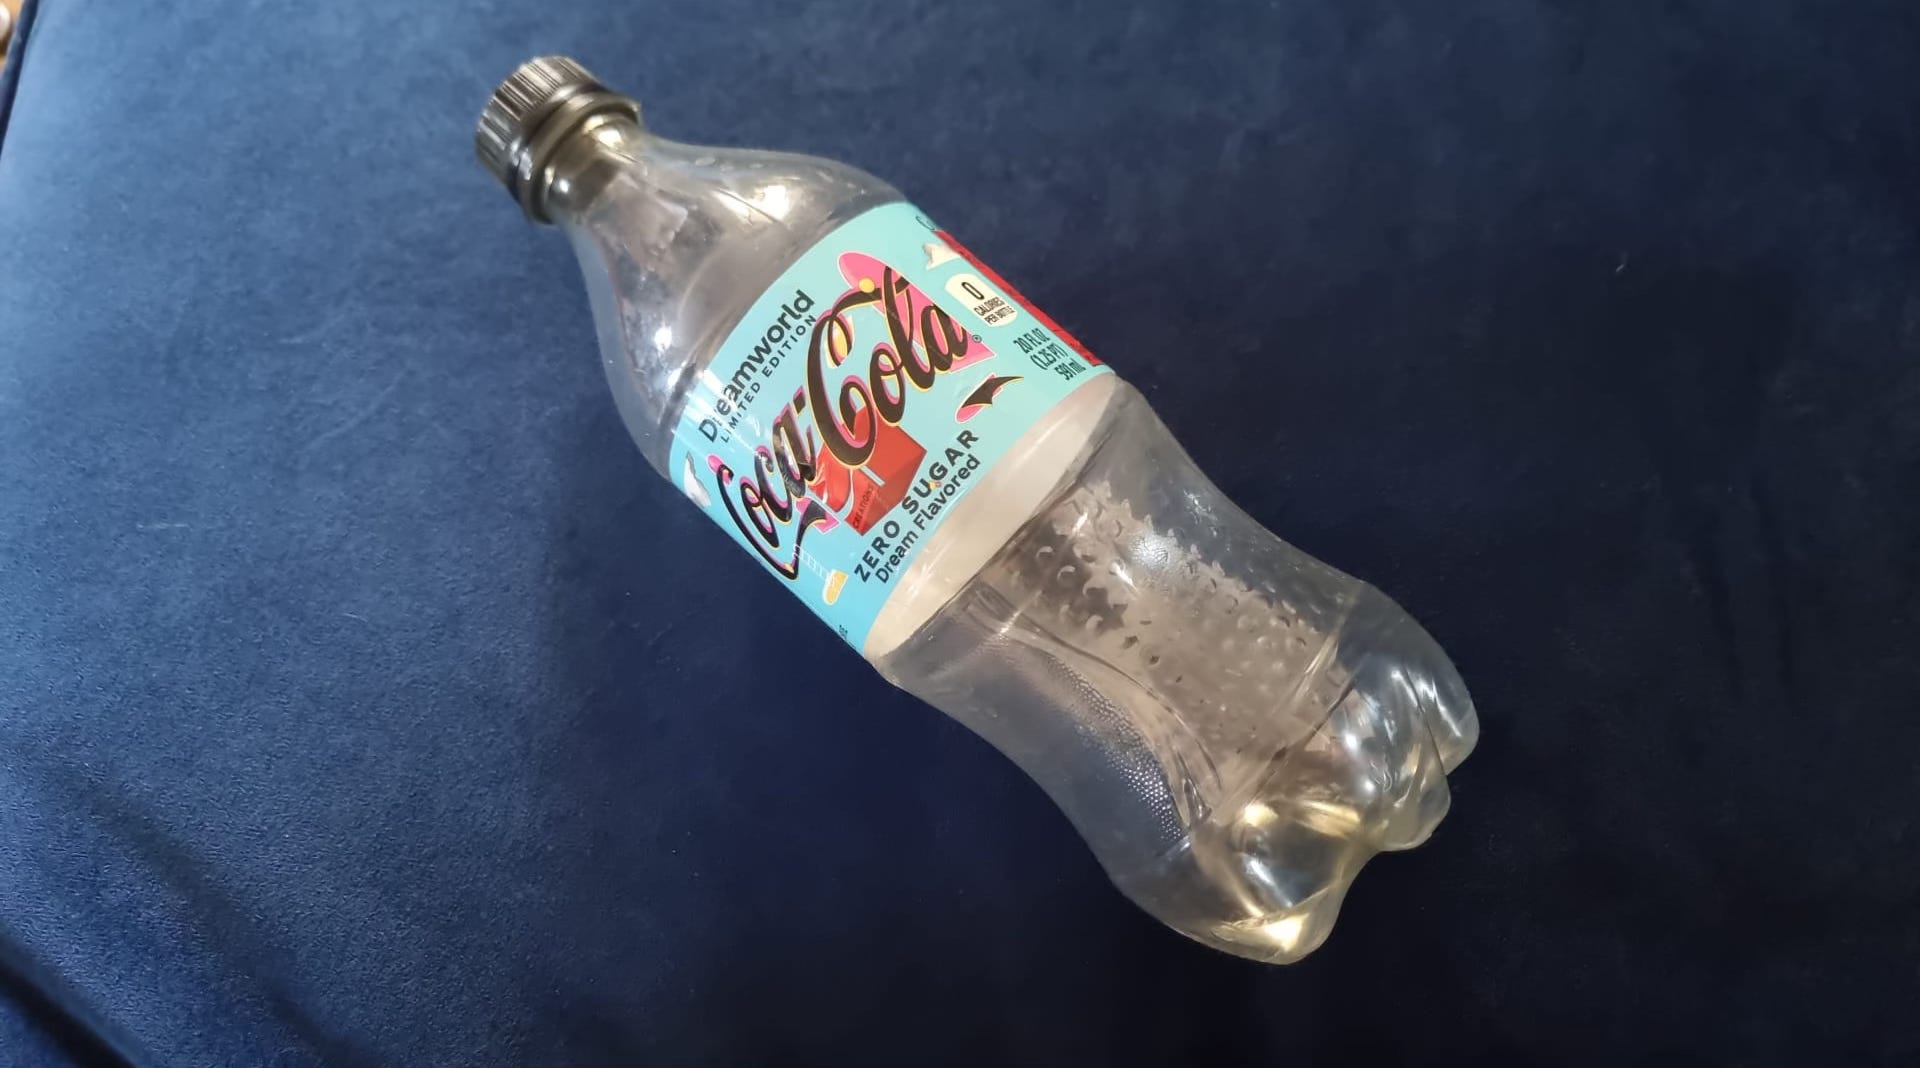 Dreamworld
LIMITED EDITION
Coca-Cola®
CREATIONS
ZERO SUGAR
Dream Flavored
0
CALORIES
PER BOTTLE
20 FL OZ
(1.25 PT)
591 mL